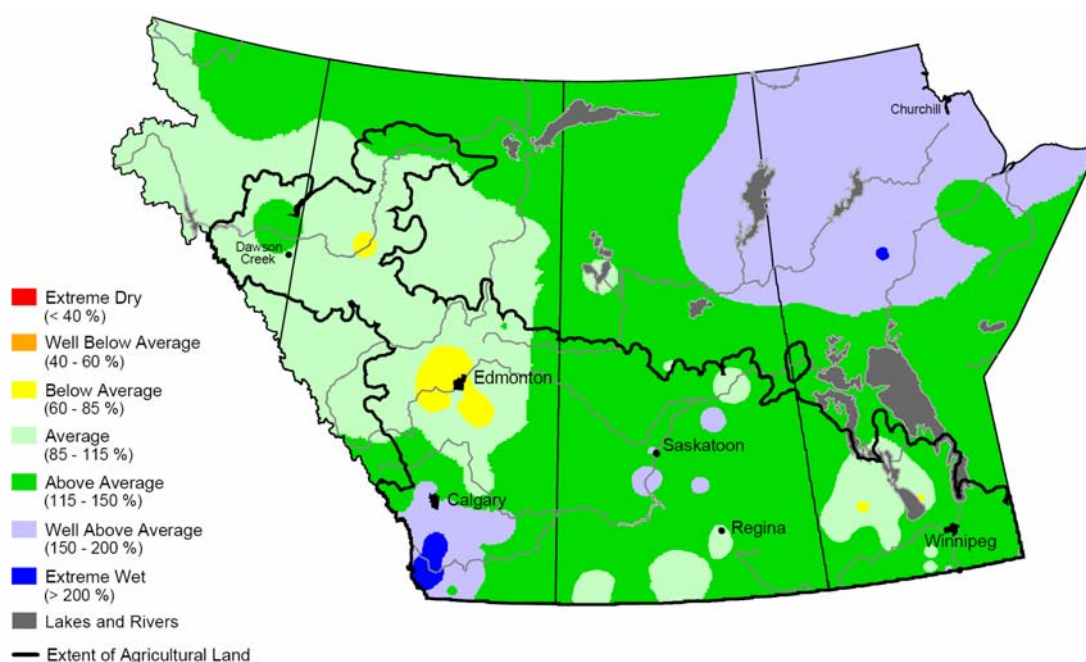 Churchill
Dawson
Creek
Edmonton
Saskatoon
Calgary
Regina
Winnipeg
Extreme Dry
(< 40 %)
Well Below Average
(40 - 60 %)
Below Average
(60 - 85 %)
Average
(85 - 115 %)
Above Average
(115 - 150 %)
Well Above Average
(150 - 200 %)
Extreme Wet
(> 200 %)
Lakes and Rivers
Extent of Agricultural Land